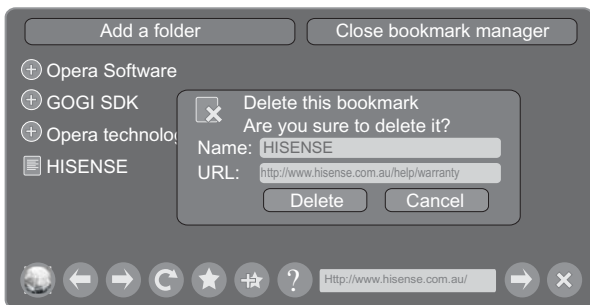 Add a folder
Close bookmark manager
Opera Software
GOGI SDK
Opera technolo
HISENSE
Delete this bookmark
Are you sure to delete it?
Name: HISENSE
URL: http://www.hisense.com.au/help/warranty
Delete
Cancel
?
Http://www.hisense.com.au/